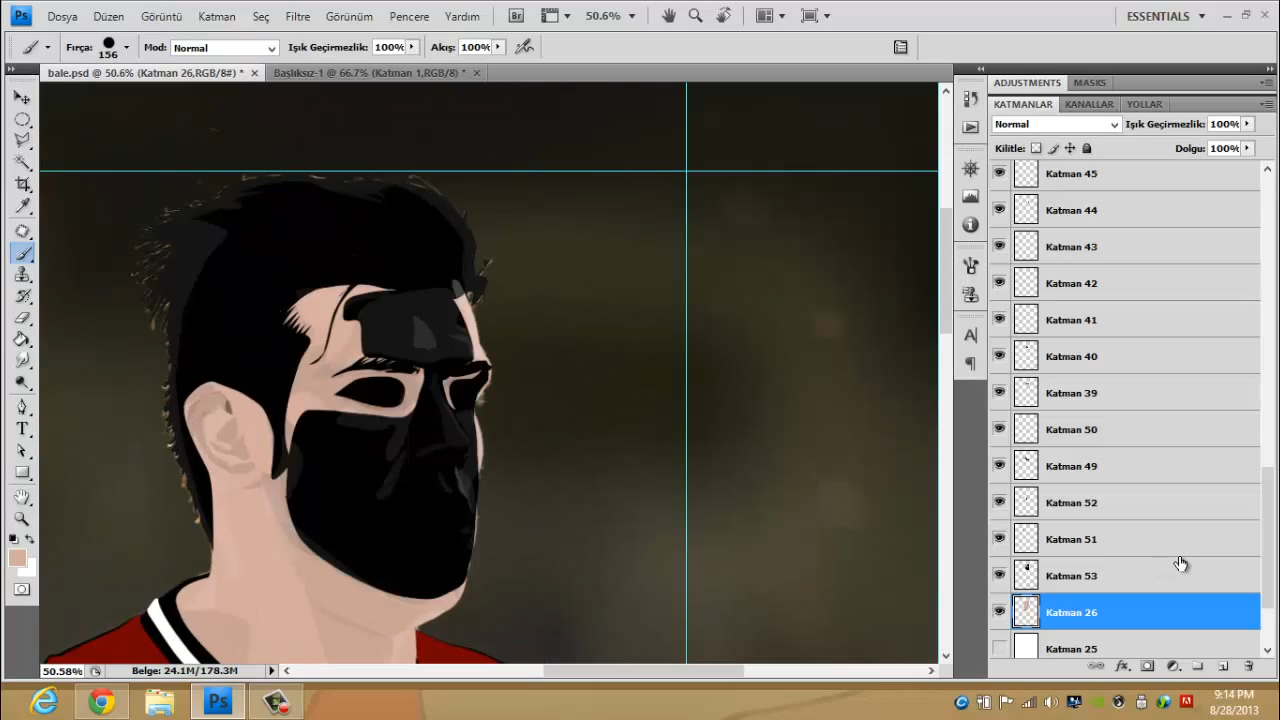 Ps Dosya Düzen Görüntü Katman Seç Filtre Görünüm Pencere Yardım Br 50.6% ESSENTIALS
Fırça: 156 Mod: Normal Işık Geçirmezlik: 100% Akış: 100%
bale.psd @ 50.6% (Katman 26,RGB/8#) * Başlıksız-1 @ 66.7% (Katman 1,RGB/8) *
ADJUSTMENTS MASKS
KATMANLAR KANALLAR YOLLAR
Normal Işık Geçirmezlik: 100%
Kilitle: Dolgu: 100%
Katman 45
Katman 44
Katman 43
Katman 42
Katman 41
Katman 40
Katman 39
Katman 50
Katman 49
Katman 52
Katman 51
Katman 53
Katman 26
Katman 25
50.58% Belge: 24.1M/178.3M
Ps
9:14 PM
8/28/2013